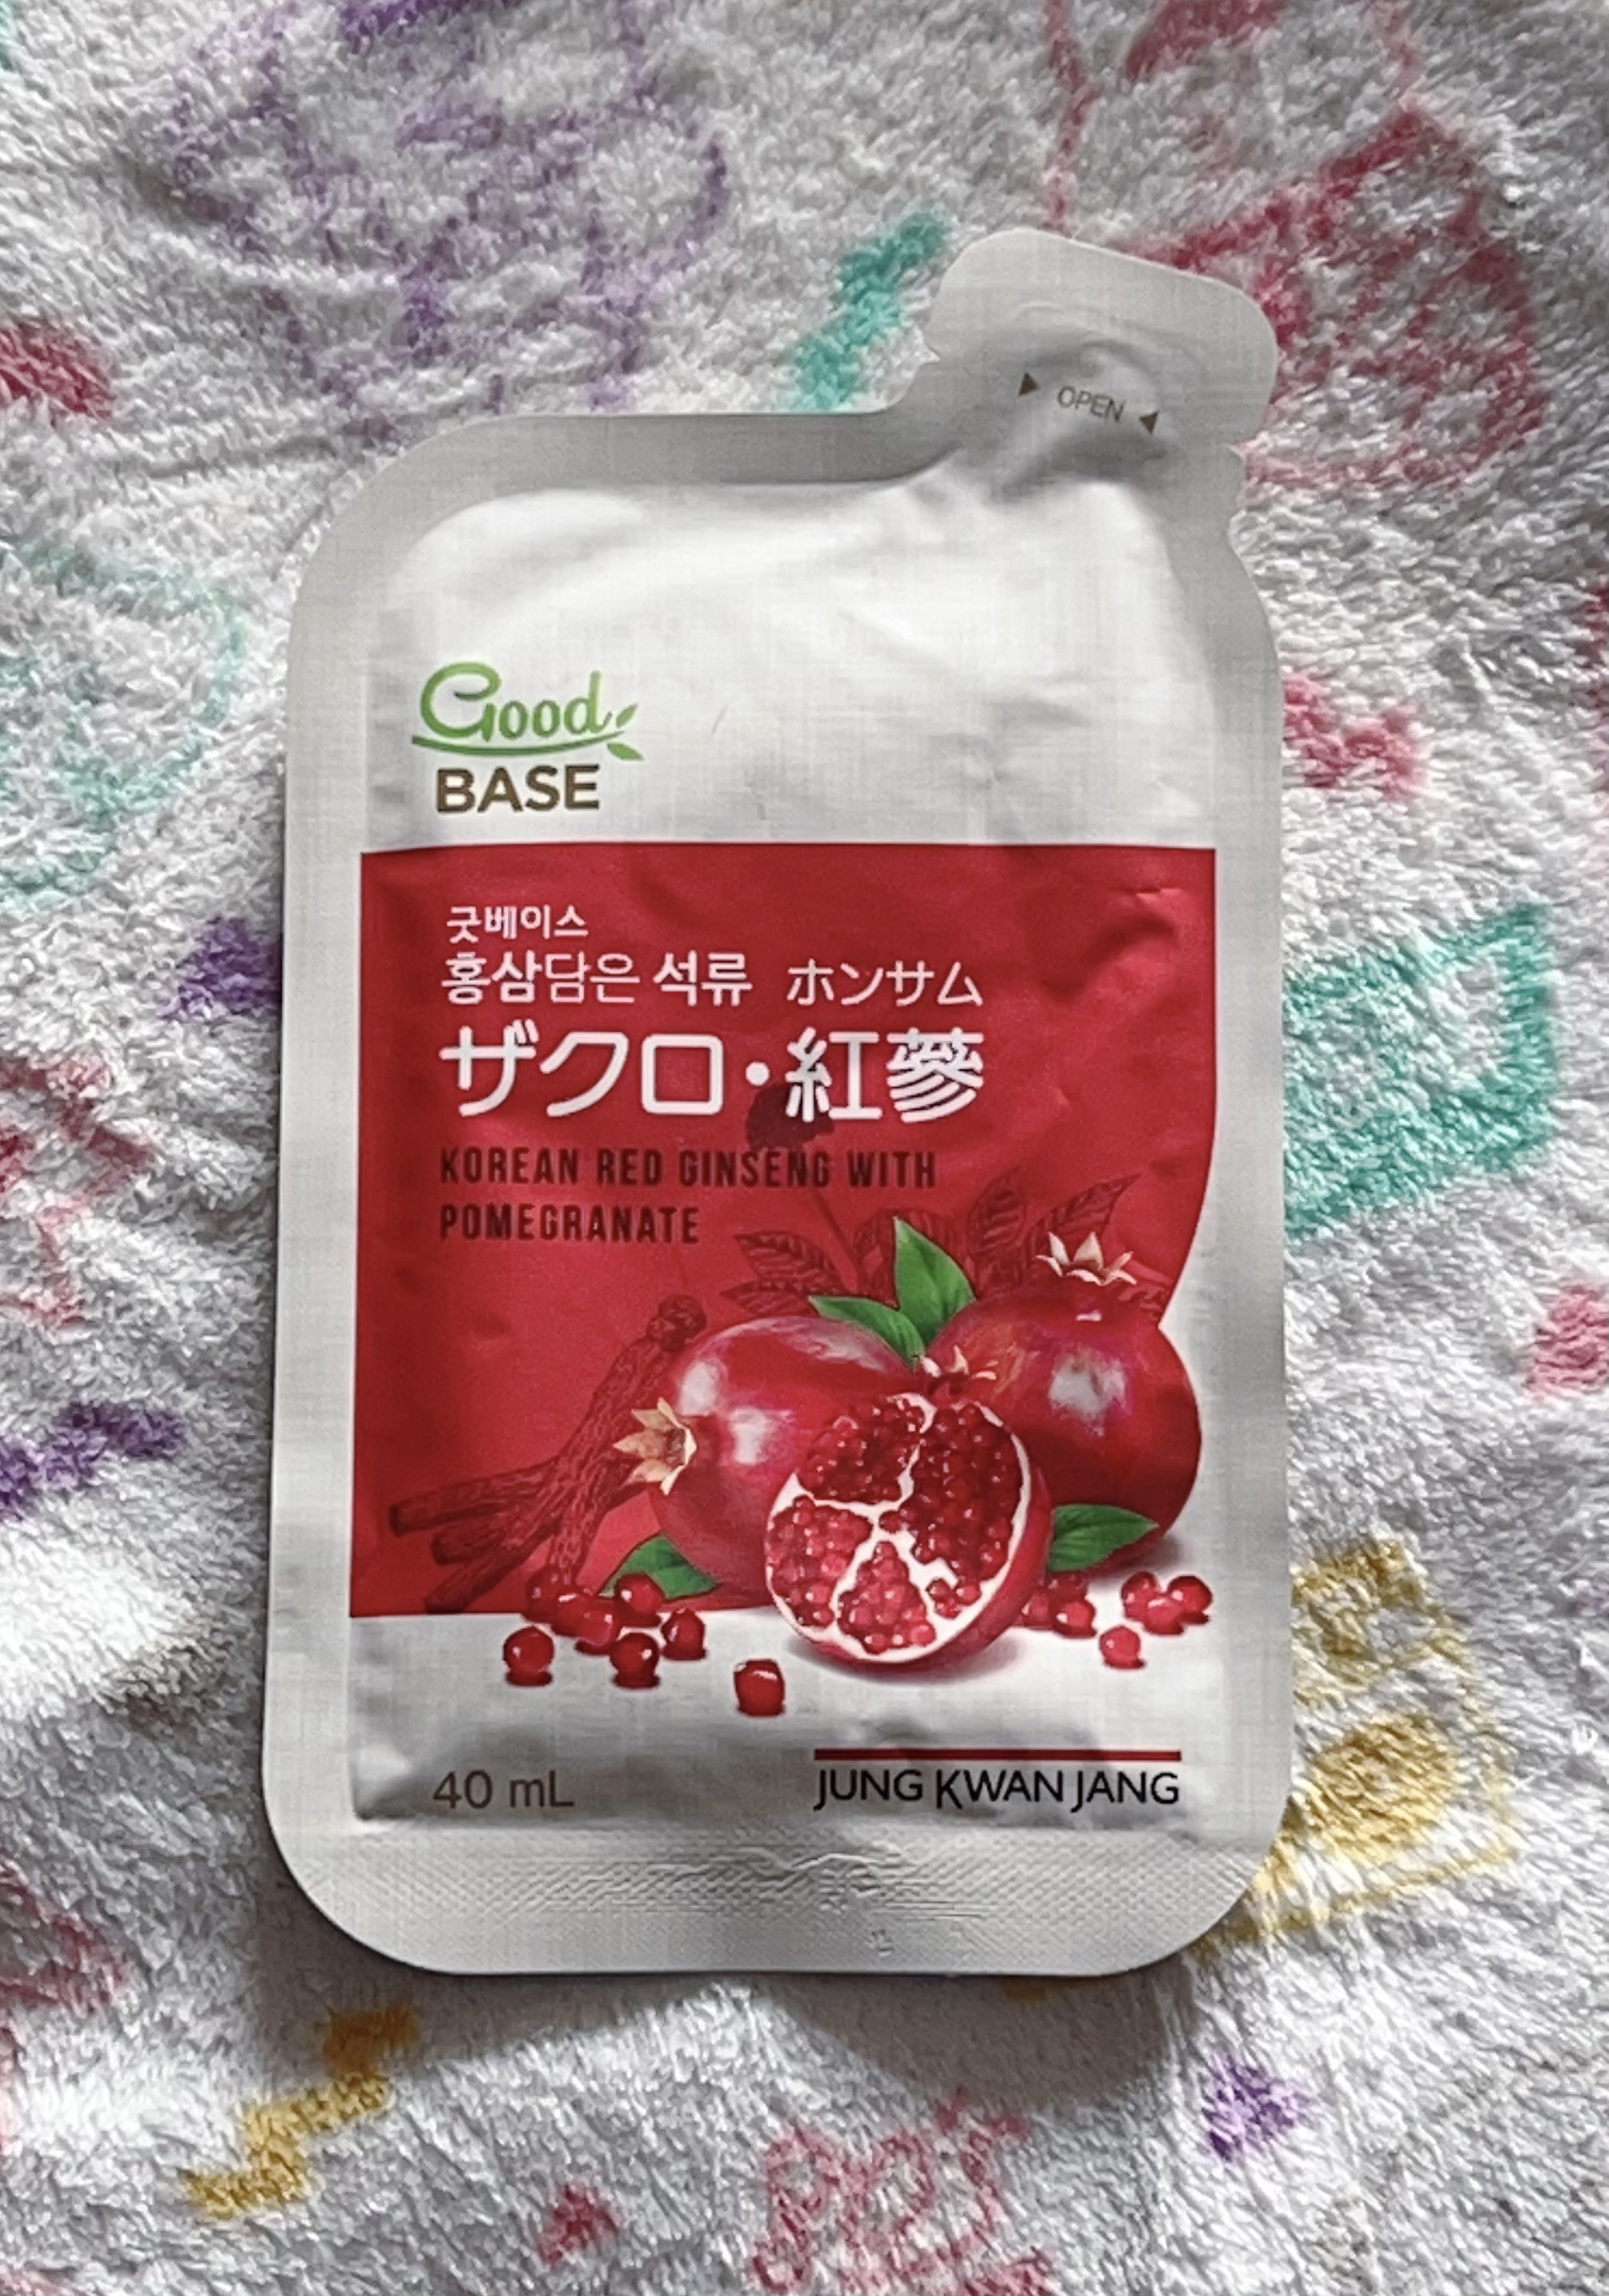 ▶ OPEN ◀
Good
BASE
굿베이스
홍삼담은 석류 ホンサム
ザクロ・紅蔘
KOREAN RED GINSENG WITH
POMEGRANATE
40 mL
JUNG KWAN JANG